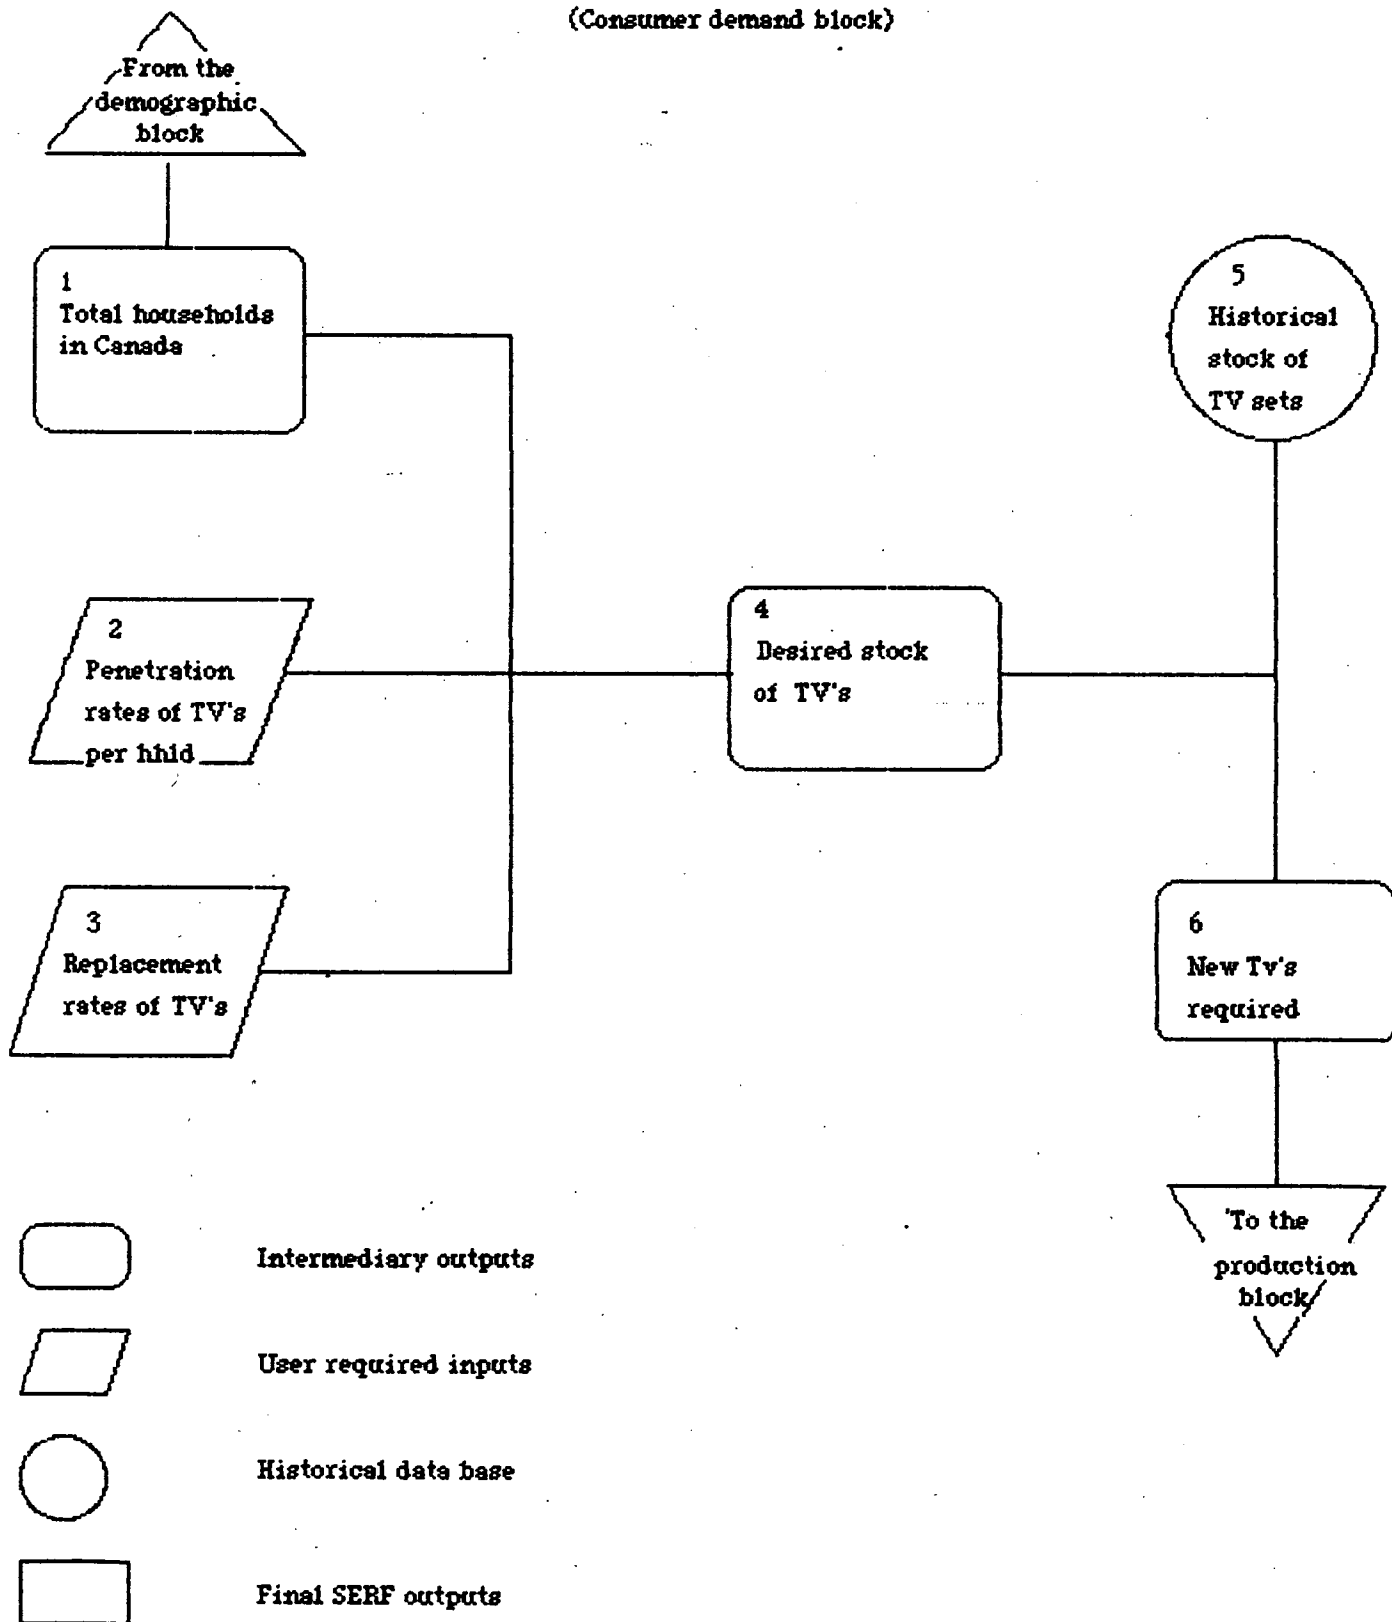 (Consumer demand block)
From the
demographic
block
1
Total households
in Canada
5
Historical
stock of
TV sets
2
Penetration
rates of TV's
per hhld
4
Desired stock
of TV's
3
Replacement
rates of TV's
6
New Tv's
required
To the
production
block
Intermediary outputs
User required inputs
Historical data base
Final SERF outputs